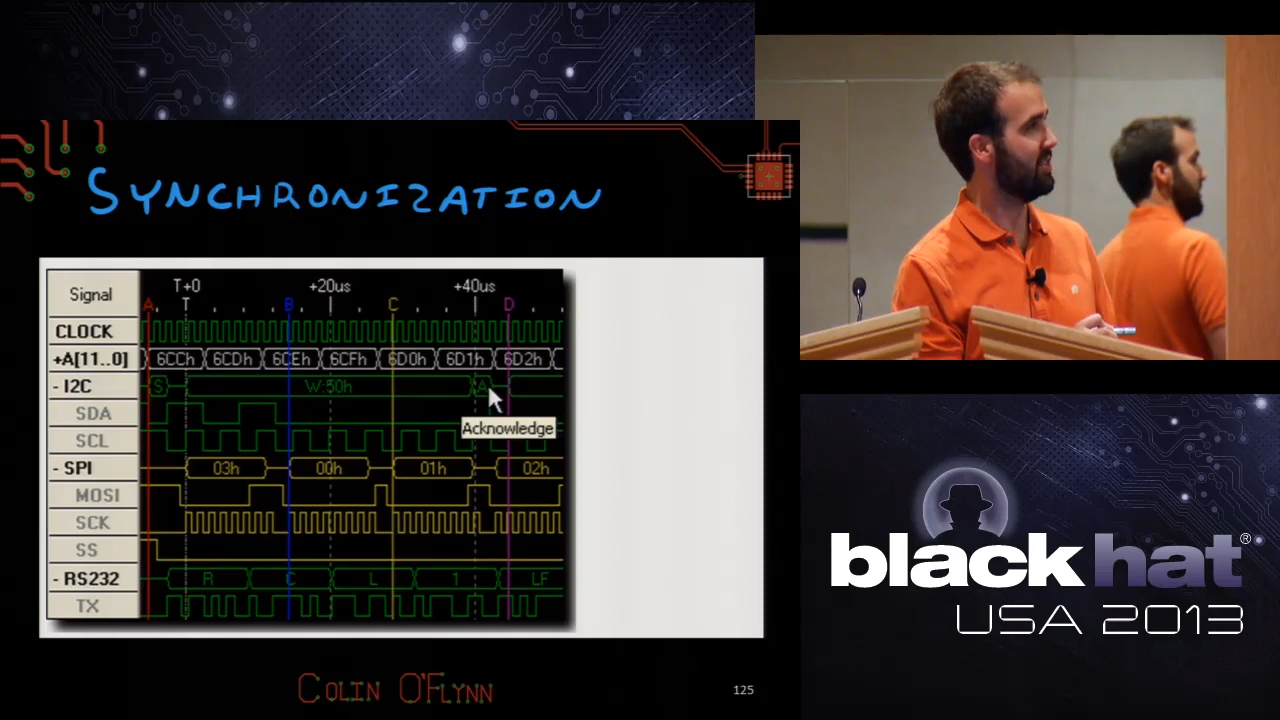 SYNCHRONIZATION
Signal T+0 +20us +40us
A T B C D
CLOCK
+A[11..0] 6CCh 6CDh 6CEh 6CFh 6D0h 6D1h 6D2h
- I2C S W:50h A
SDA
Acknowledge
SCL
- SPI 03h 00h 01h 02h
MOSI
SCK
SS
- RS232 R C L 1 LF
TX
COLIN O'FLYNN
125
black hat®
USA 2013